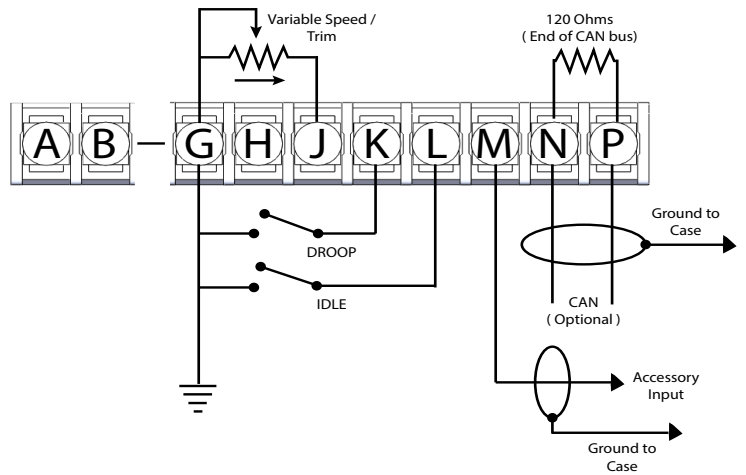 Variable Speed /
Trim
120 Ohms
( End of CAN bus)
A B – G H J K L M N P
DROOP
IDLE
Ground to
Case
CAN
( Optional )
Accessory
Input
Ground to
Case